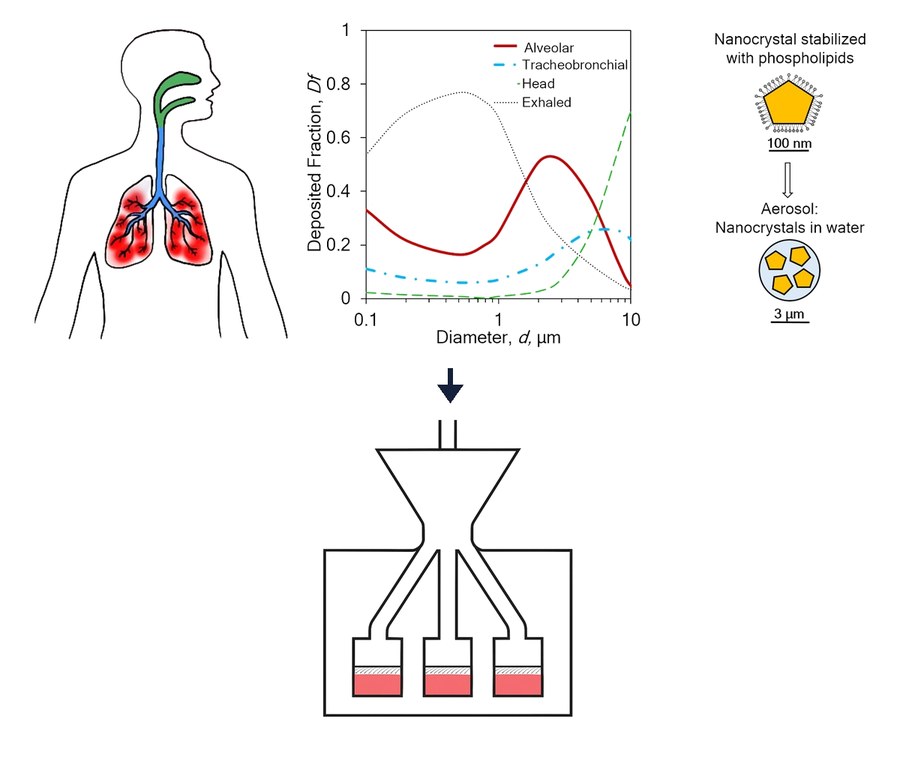 1
0.8
0.6
0.4
0.2
0
Deposited Fraction, Df
Alveolar
Tracheobronchial
Head
Exhaled
0.1
1
10
Diameter, d, µm
Nanocrystal stabilized
with phospholipids
100 nm
Aerosol:
Nanocrystals in water
3 µm